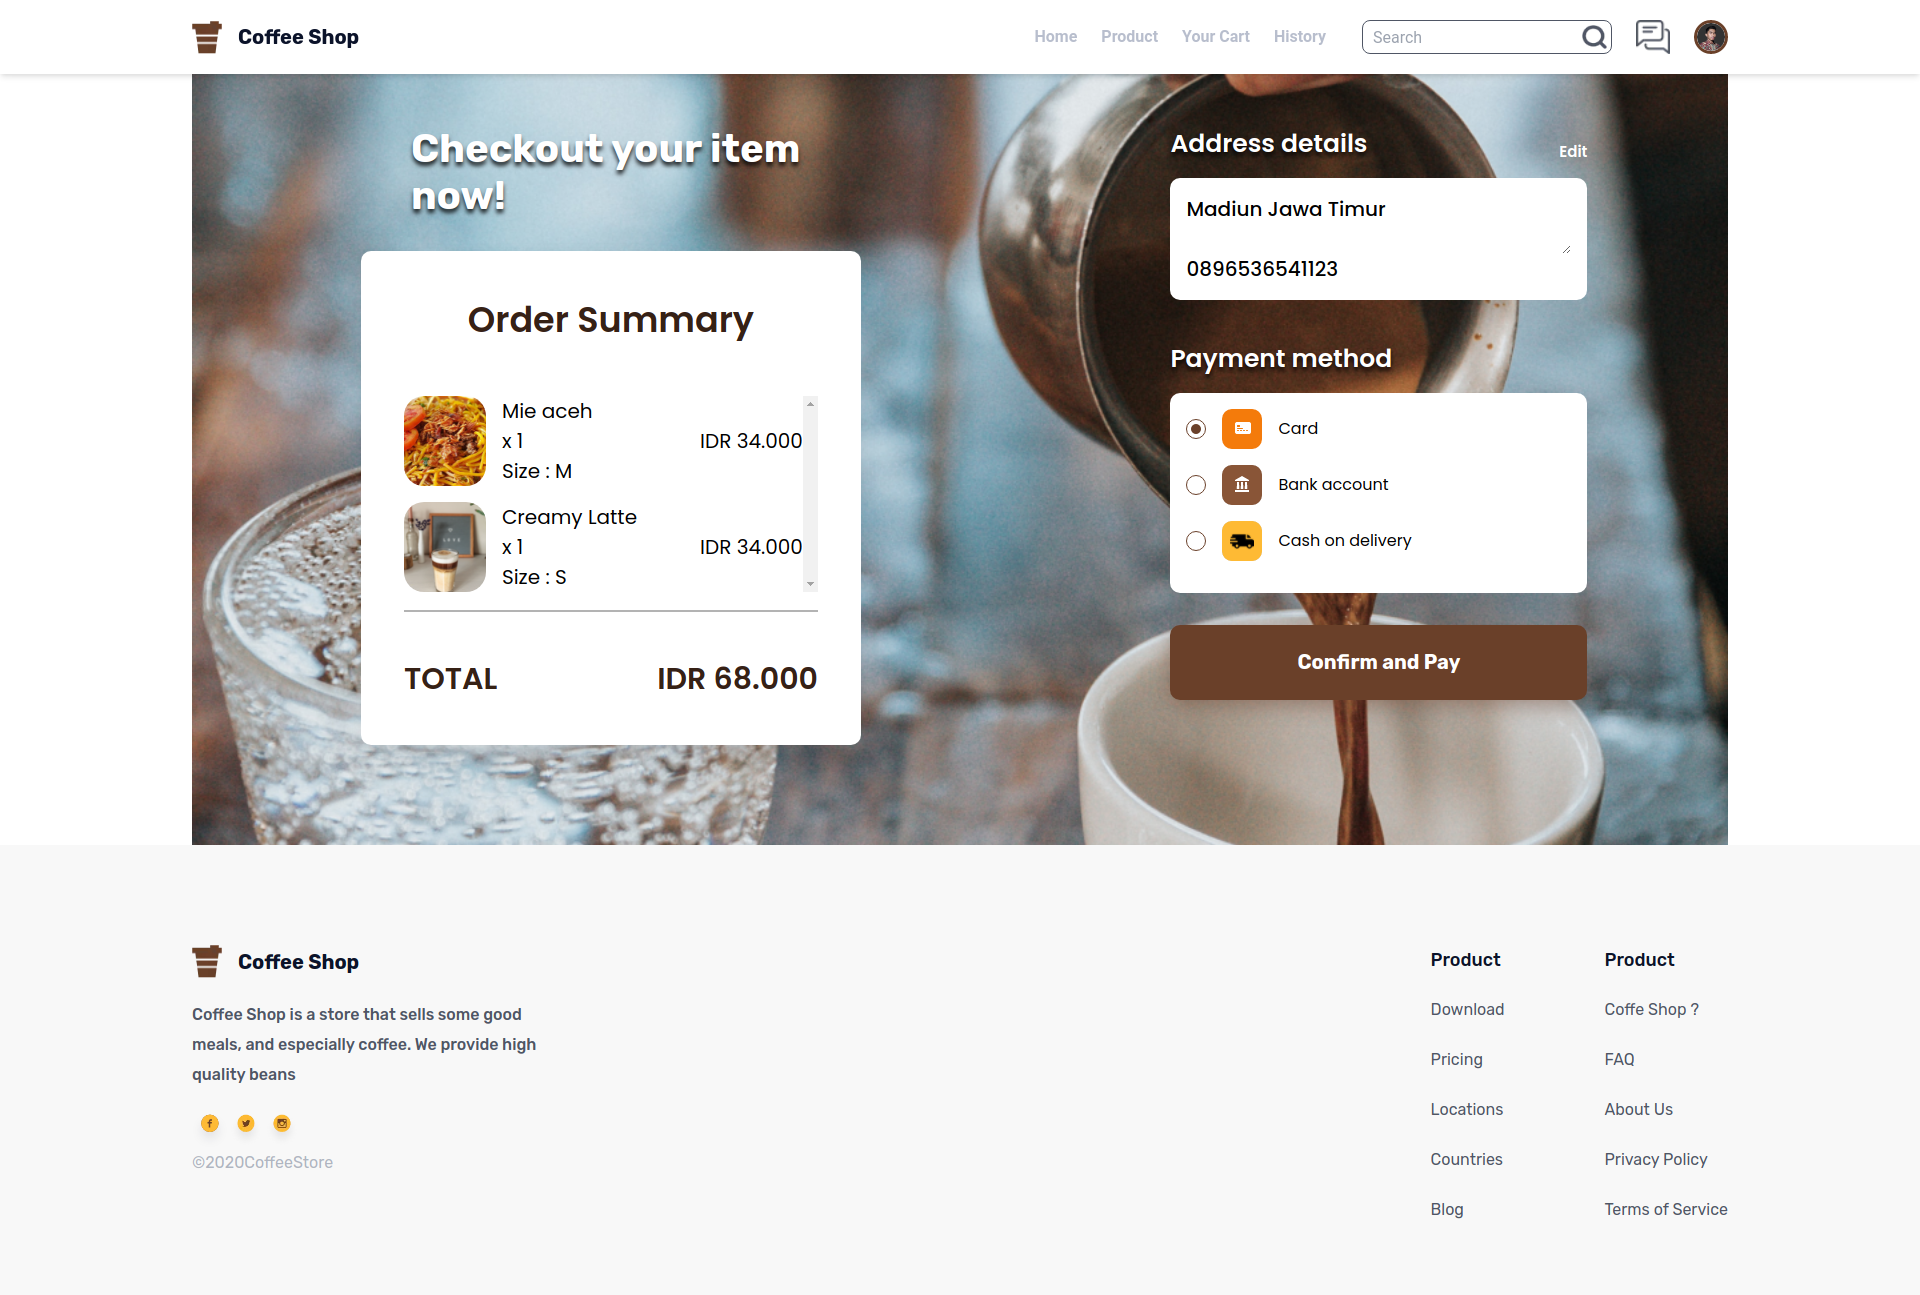 Coffee Shop
Home
Product
Your Cart
History
Search
Checkout your item
now!
Order Summary
Mie aceh
x 1
Size : M
IDR 34.000
Creamy Latte
x 1
Size : S
IDR 34.000
TOTAL
IDR 68.000
Address details
Edit
Madiun Jawa Timur
0896536541123
Payment method
Card
Bank account
Cash on delivery
Confirm and Pay
Coffee Shop
Coffee Shop is a store that sells some good
meals, and especially coffee. We provide high
quality beans
©2020CoffeeStore
Product
Download
Pricing
Locations
Countries
Blog
Product
Coffe Shop ?
FAQ
About Us
Privacy Policy
Terms of Service